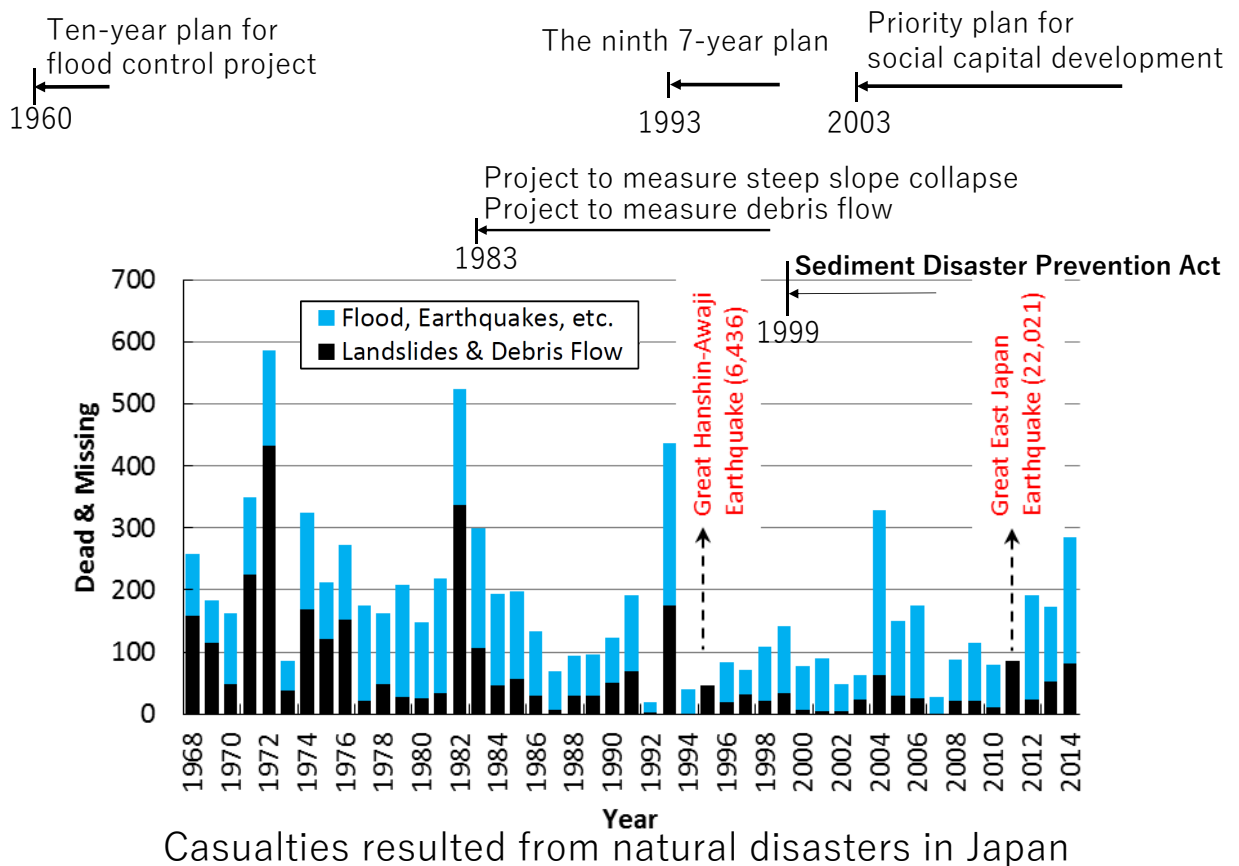 Ten-year plan for
flood control project
1960
The ninth 7-year plan
1993
Priority plan for
social capital development
2003
Project to measure steep slope collapse
Project to measure debris flow
1983
Sediment Disaster Prevention Act
1999
Flood, Earthquakes, etc.
Landslides & Debris Flow
Great Hanshin-Awaji
Earthquake (6,436)
Great East Japan
Earthquake (22,021)
Dead & Missing
700
600
500
400
300
200
100
0
1968
1970
1972
1974
1976
1978
1980
1982
1984
1986
1988
1990
1992
1994
1996
1998
2000
2002
2004
2006
2008
2010
2012
2014
Year
Casualties resulted from natural disasters in Japan